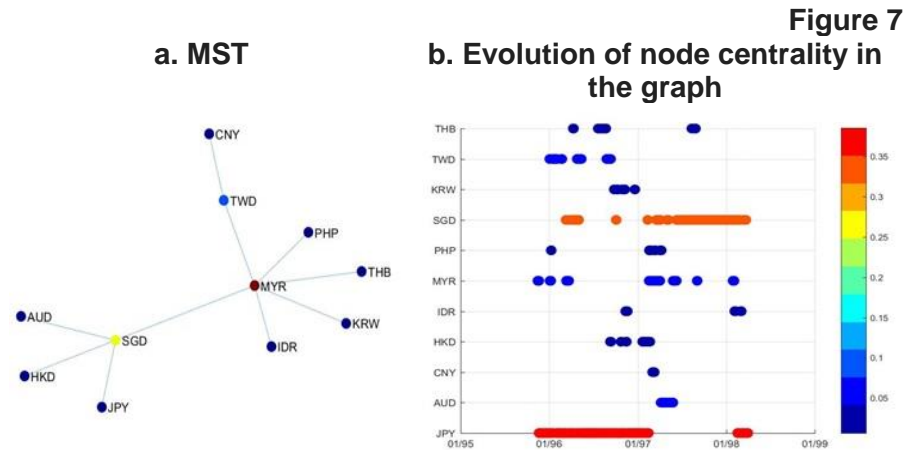 Figure 7
a. MST
b. Evolution of node centrality in
the graph
CNY
TWD
PHP
THB
MYR
KRW
IDR
AUD
SGD
HKD
JPY
THB
TWD
KRW
SGD
PHP
MYR
IDR
HKD
CNY
AUD
JPY
01/95 01/96 01/97 01/98 01/99
0.35
0.3
0.25
0.2
0.15
0.1
0.05